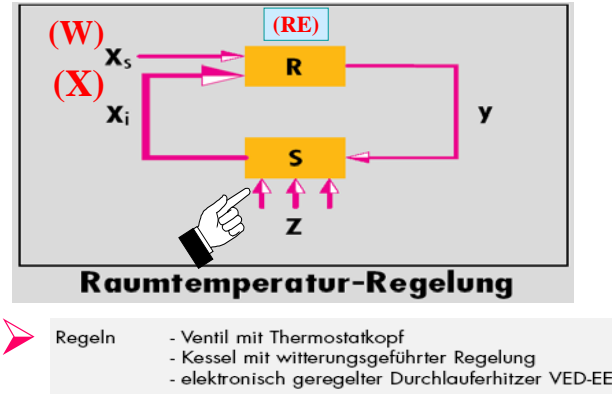 (W)
(RE)
xs
R
(X)
xi
y
S
Z
Raumtemperatur-Regelung
Regeln - Ventil mit Thermostatkopf
- Kessel mit witterungsgeführter Regelung
- elektronisch geregelter Durchlauferhitzer VED-EE